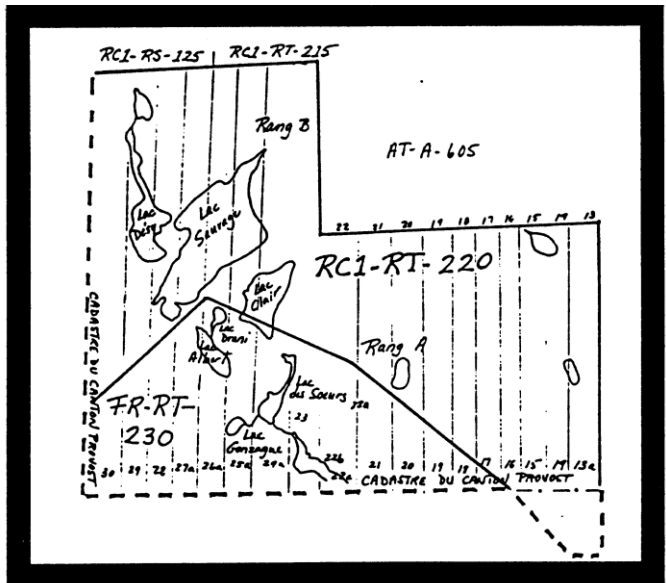 RC1-RS-125
RC1-RT-215
Rang B
AT-A-605
Lac
Désy
Lac
Sauvage
22 21 20 19 18 17 16 15 19 13
RC1-RT-220
Lac
Clair
Lac
Lac
Albert
Rang A
CADASTRE DU CANTON PROVOST
FR-RT-
230
Lac
des Soeurs
23
Lac
Gonzague
22b
30 29 28 27a 26a 25a 24a
21 20 19 18 17 16 15 19 13a
CADASTRE DU CANTON PROVOST